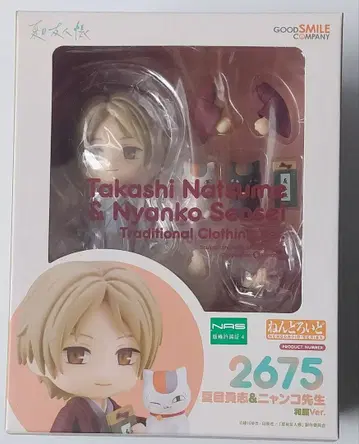 夏目友人帳
GOOD SMILE
COMPANY
Takashi Natsume
& Nyanko Sensei
Traditional Clothing
NAS
ねんどろいど
PRODUCT NUMBER
2675
夏目貴志&ニャンコ先生
和服Ver.